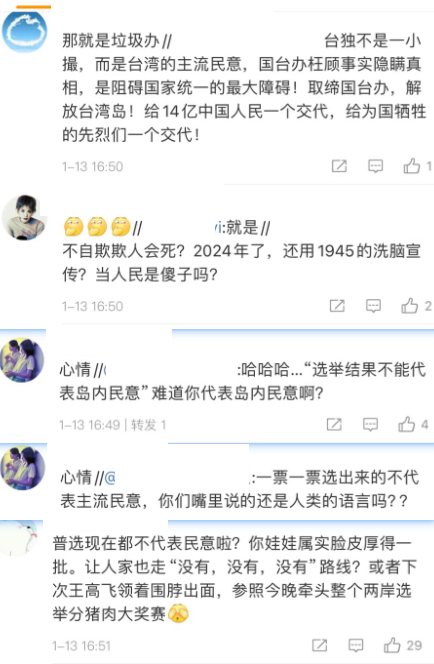 那就是垃圾办//台独不是一小
撮，而是台湾的主流民意，国台办枉顾事实隐瞒真
相，是阻碍国家统一的最大障碍！取缔国台办，解
放台湾岛！给14亿中国人民一个交代，给为国牺牲
的先烈们一个交代！
1-13 16:50
1
//
:就是//
不自欺欺人会死？2024年了，还用1945的洗脑宣
传？当人民是傻子吗？
1-13 16:50
2
心情//
:哈哈哈...“选举结果不能代
表岛内民意”难道你代表岛内民意啊？
1-13 16:49 | 转发 1
4
心情//@
:一票一票选出来的不代
表主流民意，你们嘴里说的还是人类的语言吗？?
普选现在都不代表民意啦？你娃娃属实脸皮厚得一
批。让人家也走“没有，没有，没有”路线？或者下
次王高飞领着围脖出面，参照今晚牵头整个两岸选
举分猪肉大奖赛
1-13 16:51
29